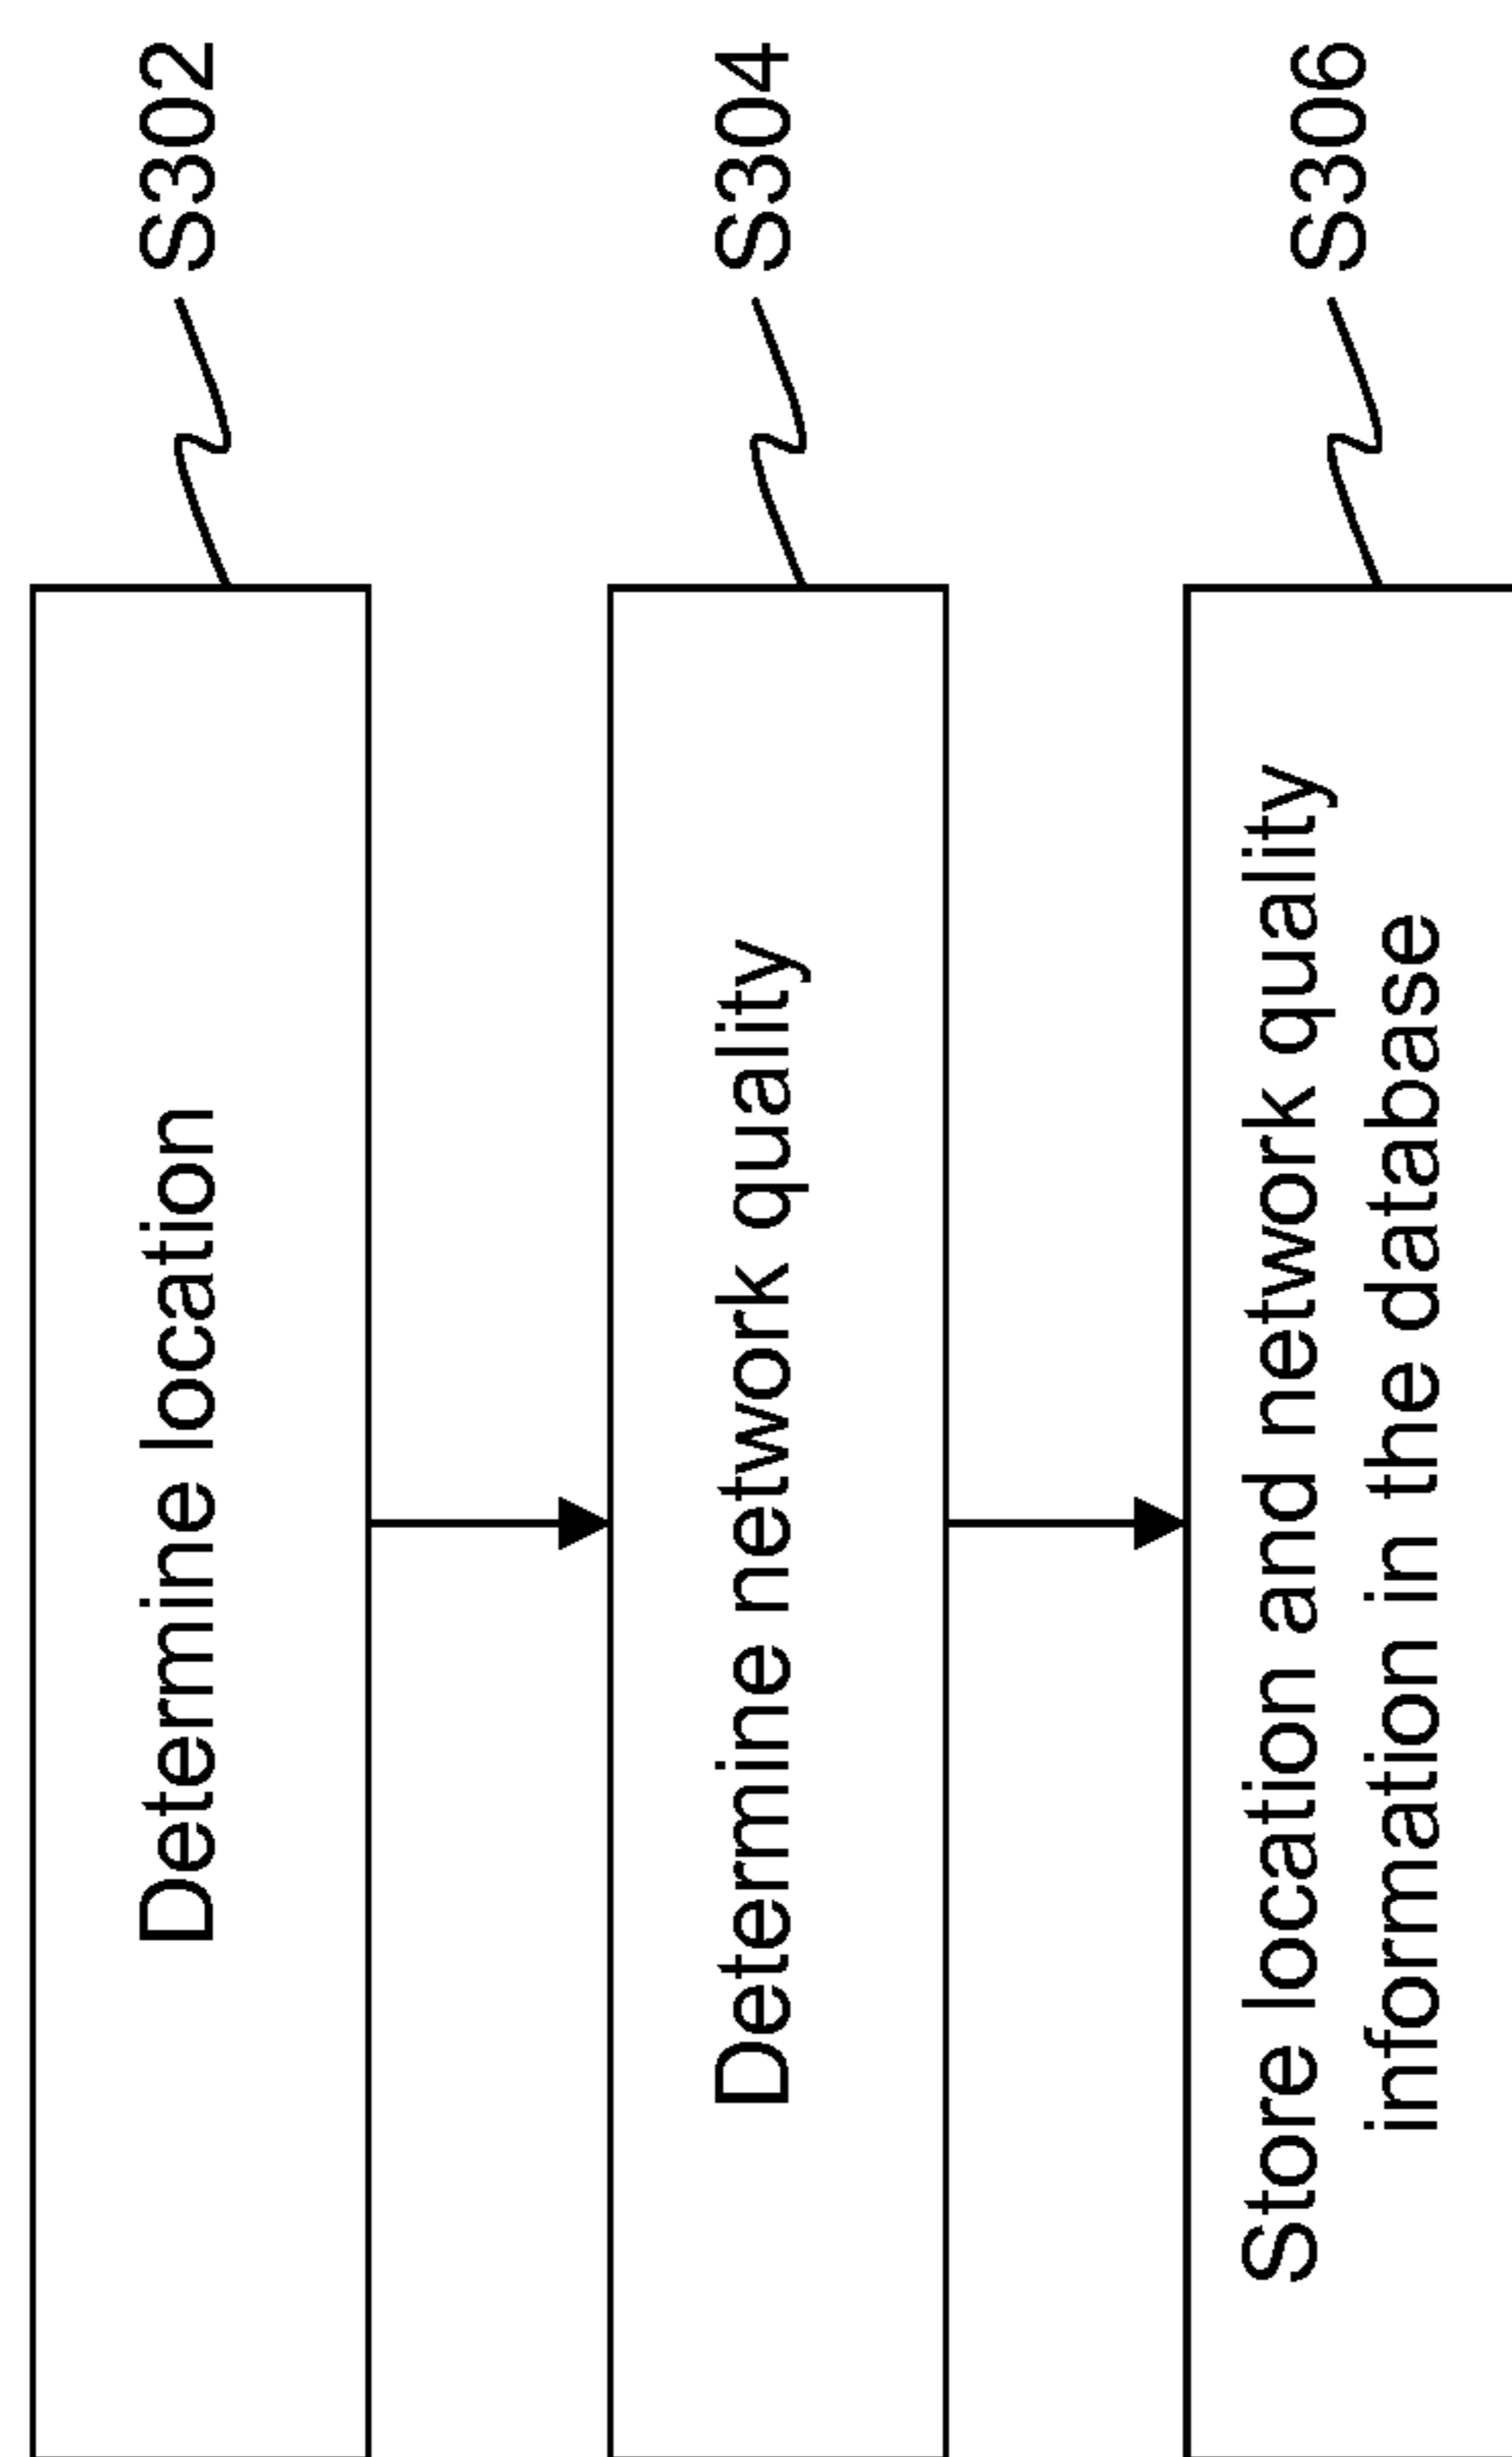 Determine location
S302
Determine network quality
S304
Store location and network quality
information in the database
S306